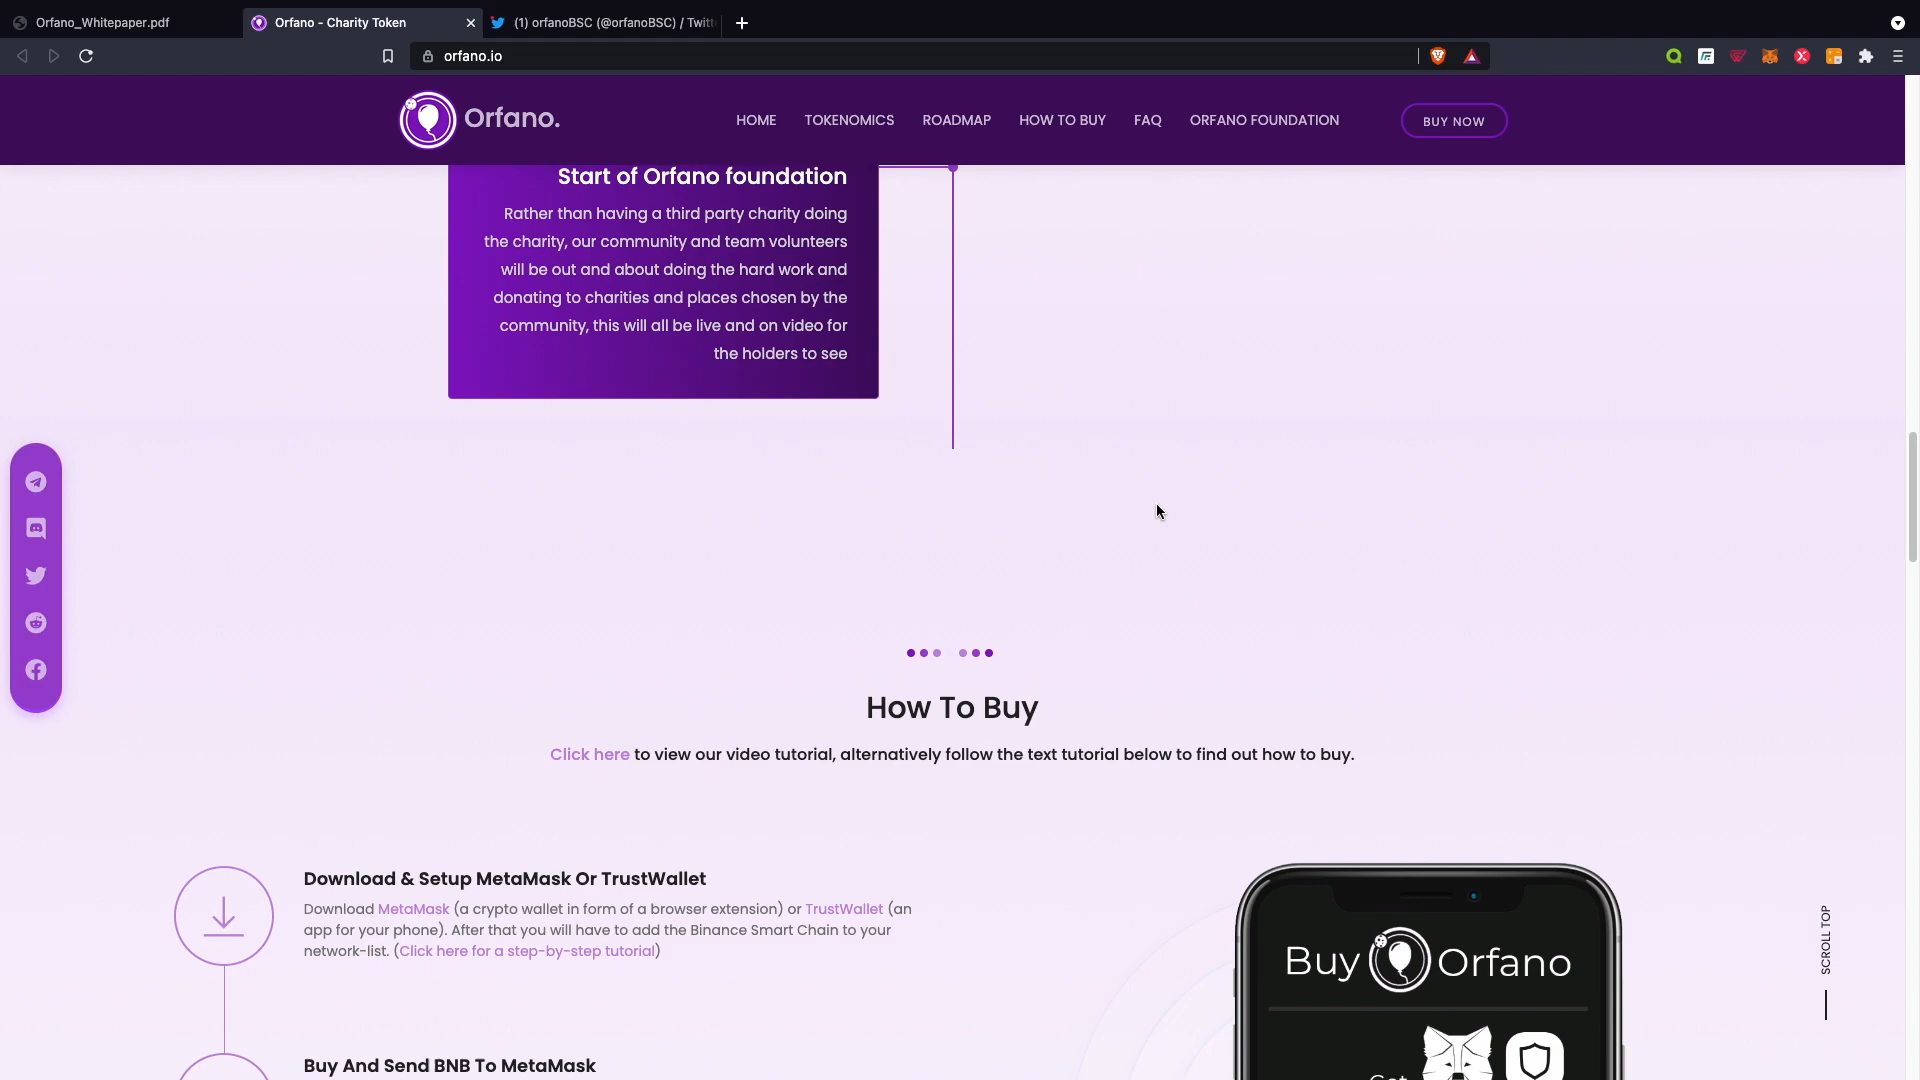 Orfano_Whitepaper.pdf
Orfano - Charity Token
(1) orfanoBSC (@orfanoBSC) / Twitt
orfano.io
Orfano.
HOME
TOKENOMICS
ROADMAP
HOW TO BUY
FAQ
ORFANO FOUNDATION
BUY NOW
Start of Orfano foundation
Rather than having a third party charity doing
the charity, our community and team volunteers
will be out and about doing the hard work and
donating to charities and places chosen by the
community, this will all be live and on video for
the holders to see
How To Buy
Click here to view our video tutorial, alternatively follow the text tutorial below to find out how to buy.
Download & Setup MetaMask Or TrustWallet
Download MetaMask (a crypto wallet in form of a browser extension) or TrustWallet (an
app for your phone). After that you will have to add the Binance Smart Chain to your
network-list. (Click here for a step-by-step tutorial)
Buy And Send BNB To MetaMask
Buy Orfano
SCROLL TOP